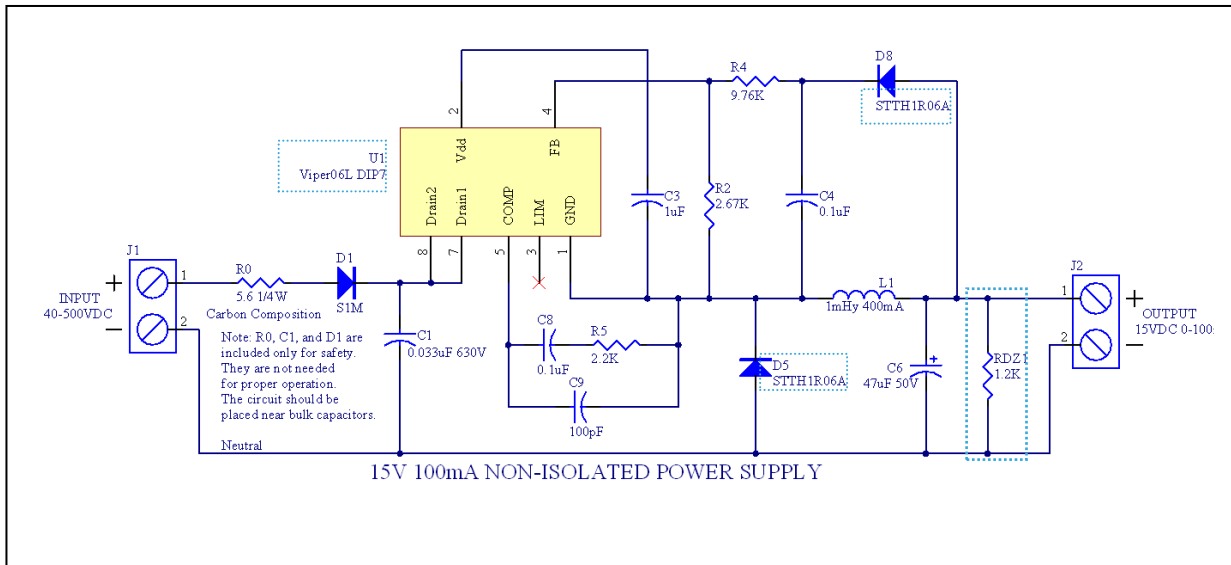 D8
R4
9.76K
STTH1R06A
2
4
Vdd
FB
U1
Viper06L DIP7
Drain2
Drain1
COMP
LIM
GND
8
7
5
3
1
C3
1uF
R2
2.67K
C4
0.1uF
J1
+
1
INPUT
40-500VDC
−
2
R0
5.6 1/4W
Carbon Composition
D1
S1M
Note: R0, C1, and D1 are
included only for safety.
They are not needed
for proper operation.
The circuit should be
placed near bulk capacitors.
C1
0.033uF 630V
C8
0.1uF
R5
2.2K
C9
100pF
L1
1mHy 400mA
D5
STTH1R06A
+
C6
47uF 50V
RDZ1
1.2K
J2
1
+
OUTPUT
15VDC 0-100
2
−
Neutral
15V 100mA NON-ISOLATED POWER SUPPLY